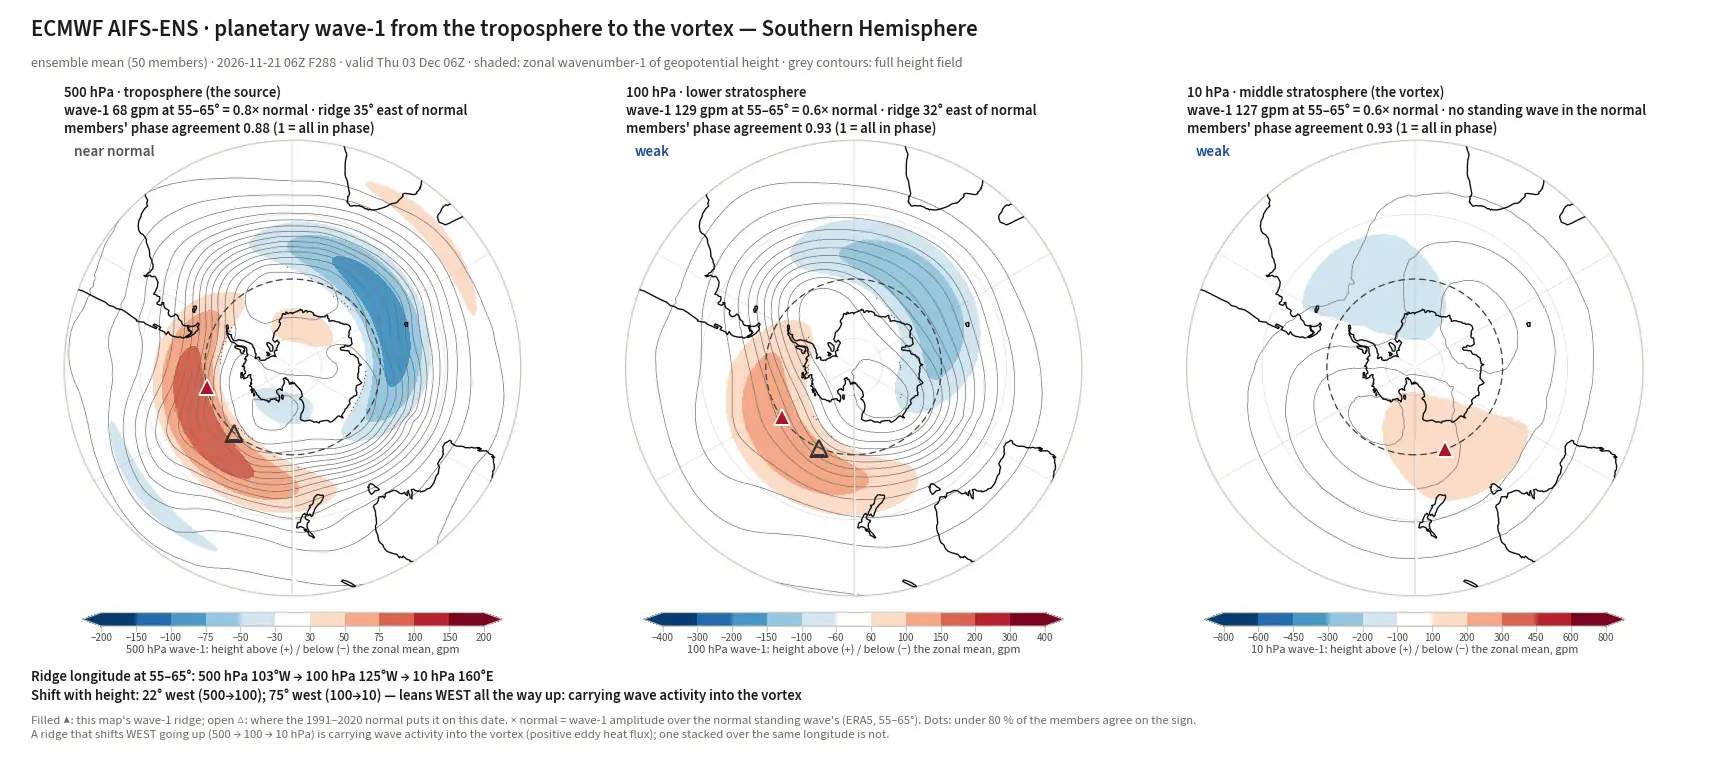 ECMWF AIFS-ENS · planetary wave-1 from the troposphere to the vortex — Southern Hemisphere
ensemble mean (50 members) · 2026-11-21 06Z F288 · valid Thu 03 Dec 06Z · shaded: zonal wavenumber-1 of geopotential height · grey contours: full height field
500 hPa · troposphere (the source)
wave-1 68 gpm at 55–65° = 0.8× normal · ridge 35° east of normal
members' phase agreement 0.88 (1 = all in phase)
near normal
100 hPa · lower stratosphere
wave-1 129 gpm at 55–65° = 0.6× normal · ridge 32° east of normal
members' phase agreement 0.93 (1 = all in phase)
weak
10 hPa · middle stratosphere (the vortex)
wave-1 127 gpm at 55–65° = 0.6× normal · no standing wave in the normal
members' phase agreement 0.93 (1 = all in phase)
weak
−200 −150 −100 −75 −50 −30 30 50 75 100 150 200
500 hPa wave-1: height above (+) / below (−) the zonal mean, gpm
−400 −300 −200 −150 −100 −60 60 100 150 200 300 400
100 hPa wave-1: height above (+) / below (−) the zonal mean, gpm
−800 −600 −450 −300 −200 −100 100 200 300 450 600 800
10 hPa wave-1: height above (+) / below (−) the zonal mean, gpm
Ridge longitude at 55–65°: 500 hPa 103°W → 100 hPa 125°W → 10 hPa 160°E
Shift with height: 22° west (500→100); 75° west (100→10) — leans WEST all the way up: carrying wave activity into the vortex
Filled ▲: this map's wave-1 ridge; open △: where the 1991–2020 normal puts it on this date. × normal = wave-1 amplitude over the normal standing wave's (ERA5, 55–65°). Dots: under 80 % of the members agree on the sign.
A ridge that shifts WEST going up (500 → 100 → 10 hPa) is carrying wave activity into the vortex (positive eddy heat flux); one stacked over the same longitude is not.